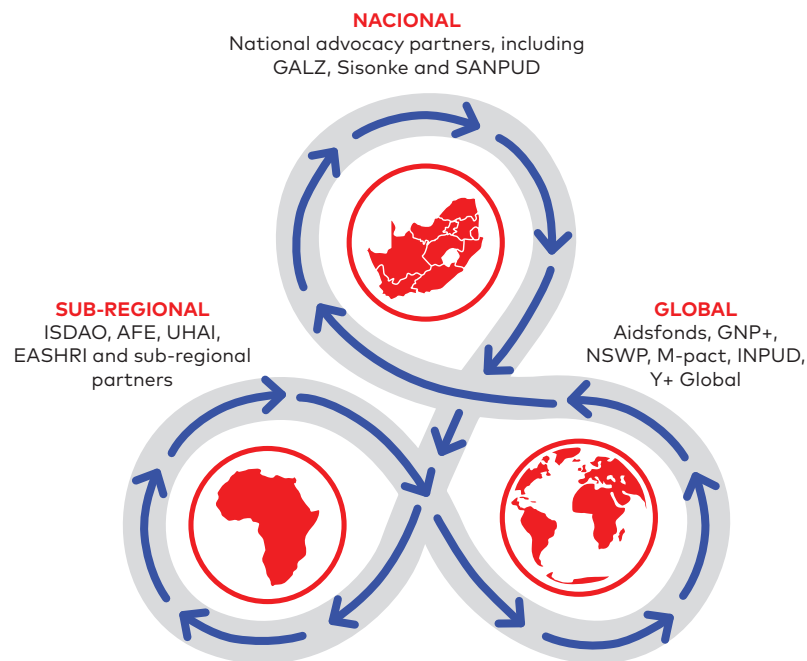 NACIONAL
National advocacy partners, including
GALZ, Sisonke and SANPUD
SUB-REGIONAL
ISDAO, AFE, UHAI,
EASHRI and sub-regional
partners
GLOBAL
Aidsfonds, GNP+,
NSWP, M-pact, INPUD,
Y+ Global